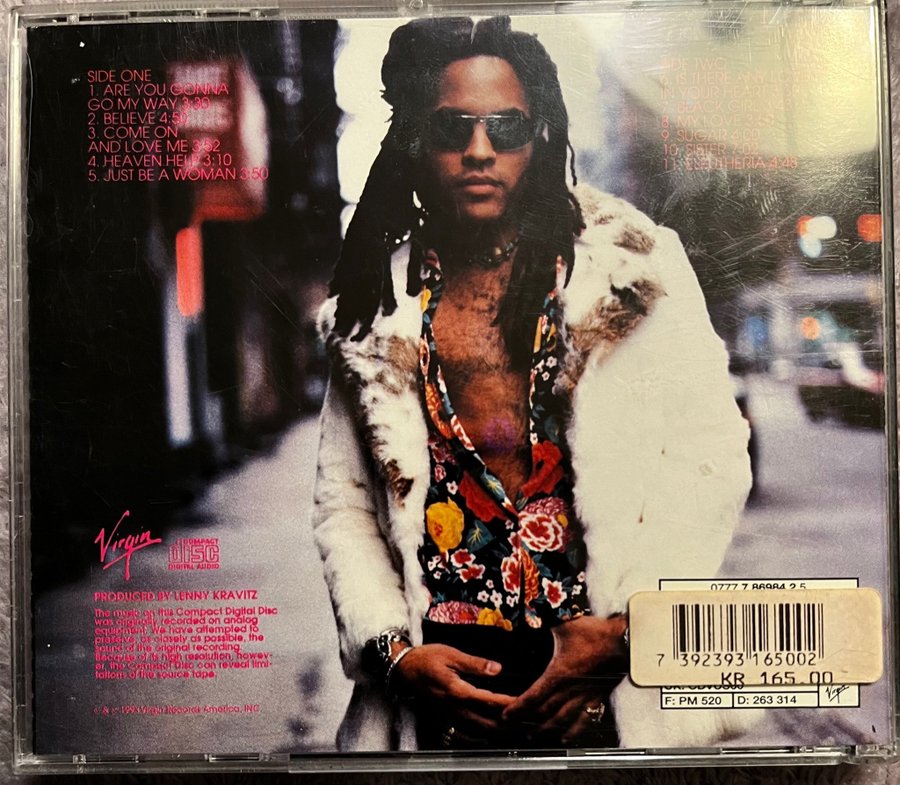 SIDE ONE
1. ARE YOU GONNA
GO MY WAY 3:30
2. BELIEVE 4:50
3. COME ON
AND LOVE ME 3:52
4. HEAVEN HELP 3:10
5. JUST BE A WOMAN 3:50
SIDE TWO
6. IS THERE ANY
7. BLACK GIRL
8. MY LOVE
9. SUGAR 4:00
10. SISTER 7:02
11. ELEUTHERIA 4:48
Virgin
COMPACT
disc
DIGITAL AUDIO
PRODUCED BY LENNY KRAVITZ
The music on this Compact Digital Disc
was originally recorded on analog
equipment. We have attempted to
preserve, as closely as possible, the
sound of the original recording.
Because of its high resolution, howev-
er, the Compact Disc can reveal limi-
tations of the source tape.
© & ℗ 1993 Virgin Records America, INC.
0777 7 86984 2 5
7 392393 165002
KR 165.00
F: PM 520
D: 263 314
Virgin